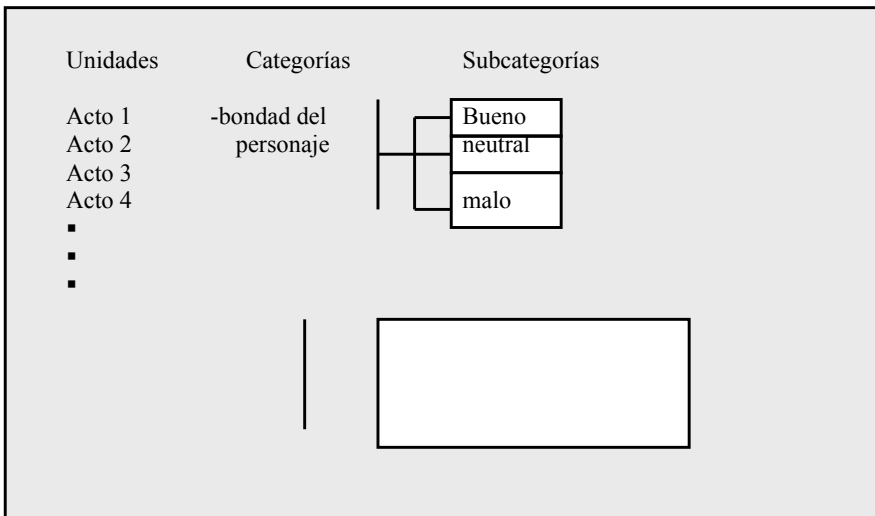 Unidades Categorías Subcategorías
Acto 1 -bondad del Bueno
Acto 2 personaje neutral
Acto 3
Acto 4 malo